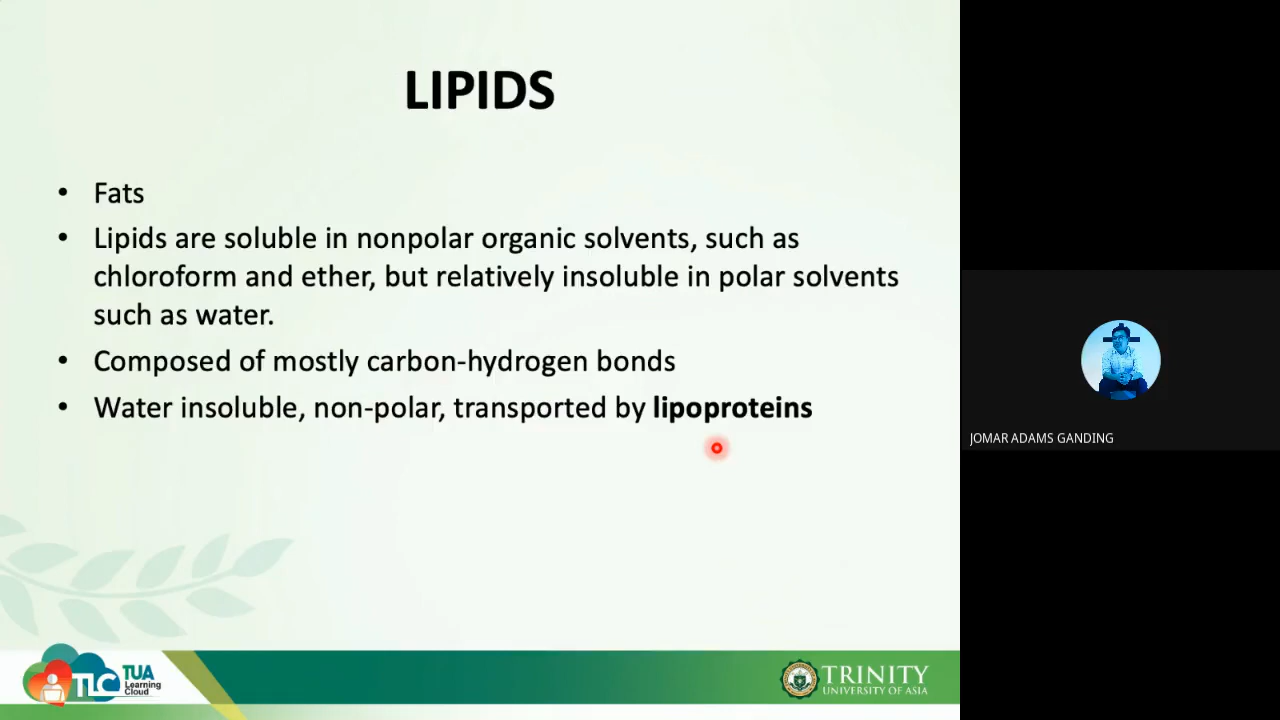 LIPIDS
• Fats
• Lipids are soluble in nonpolar organic solvents, such as
chloroform and ether, but relatively insoluble in polar solvents
such as water.
• Composed of mostly carbon-hydrogen bonds
• Water insoluble, non-polar, transported by lipoproteins
JOMAR ADAMS GANDING
TLC
TUA
Learning
Cloud
TRINITY
UNIVERSITY OF ASIA